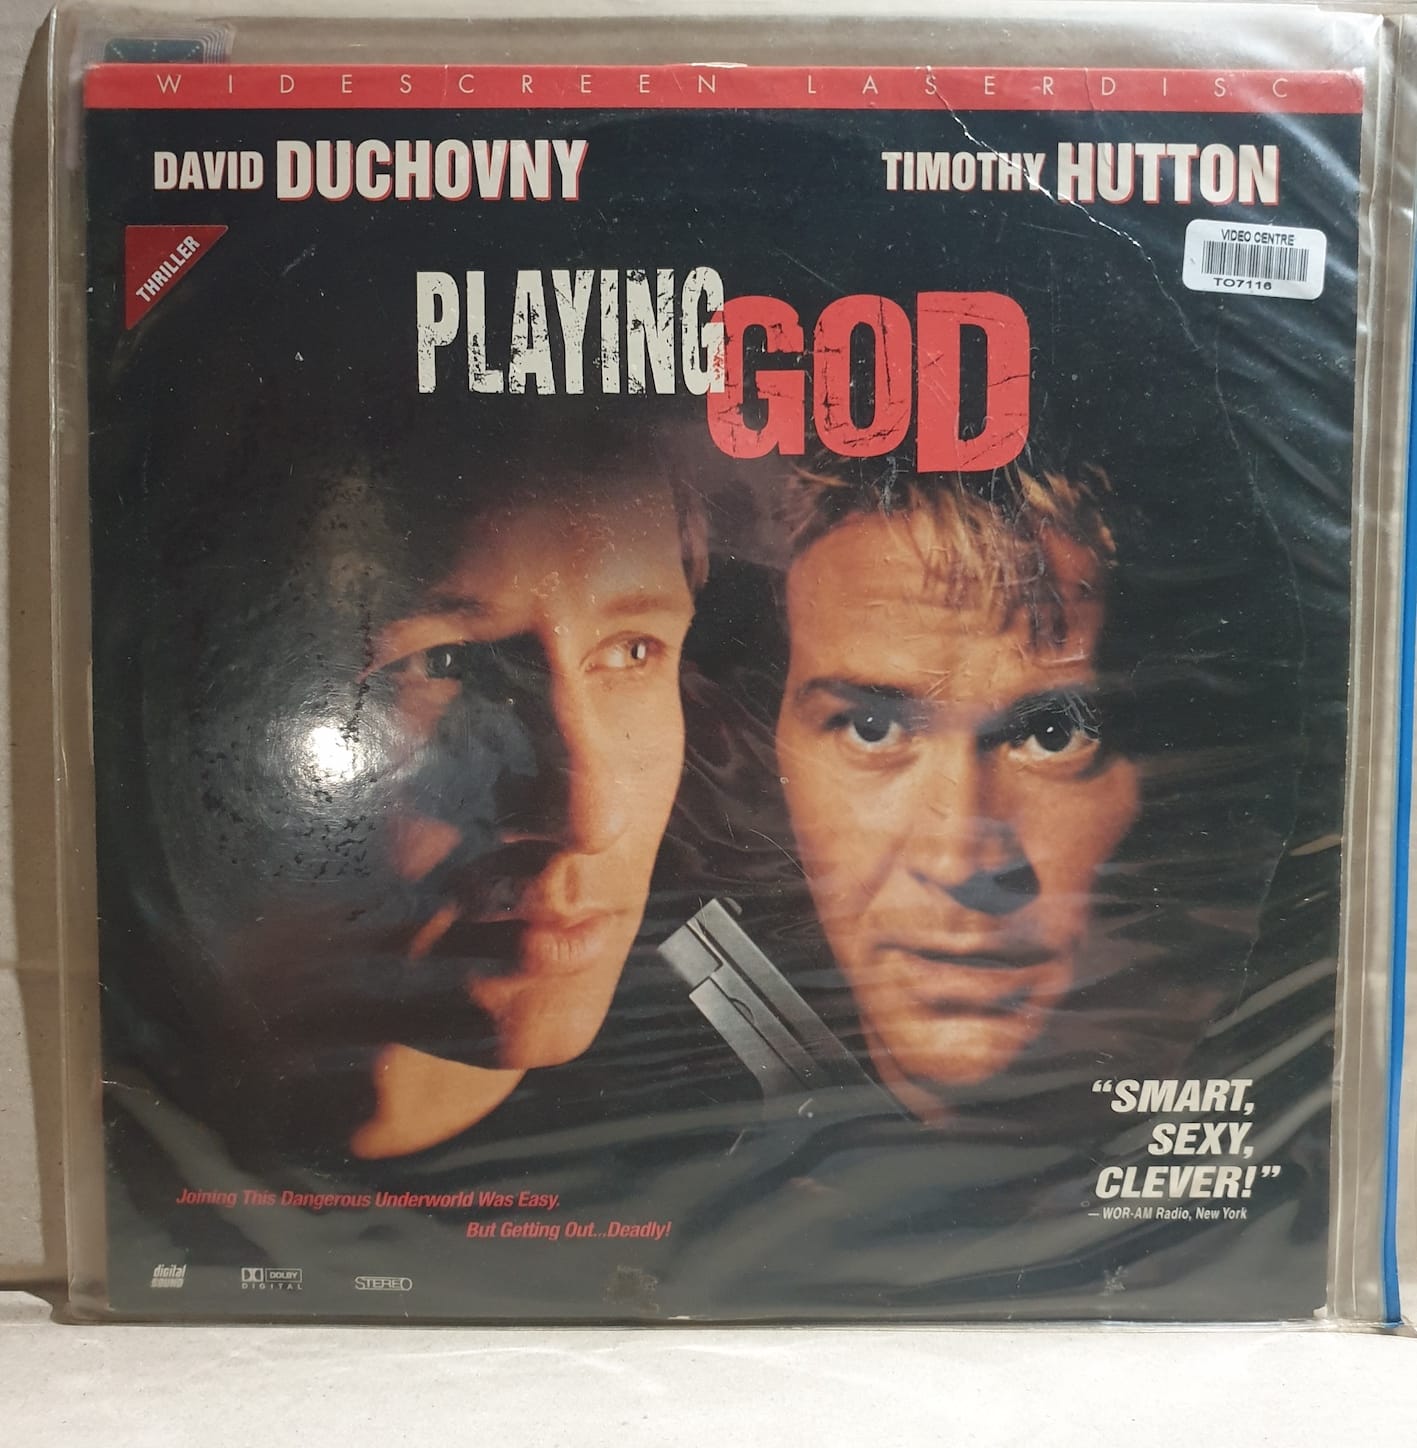 WIDESCREEN LASERDISC
DAVID DUCHOVNY
TIMOTHY HUTTON
THRILLER
VIDEO CENTRE
TO7116
PLAYING GOD
“SMART,
SEXY,
CLEVER!”
— WOR-AM Radio, New York
Joining This Dangerous Underworld Was Easy.
But Getting Out...Deadly!
digital
SOUND
DOLBY
DIGITAL
STEREO